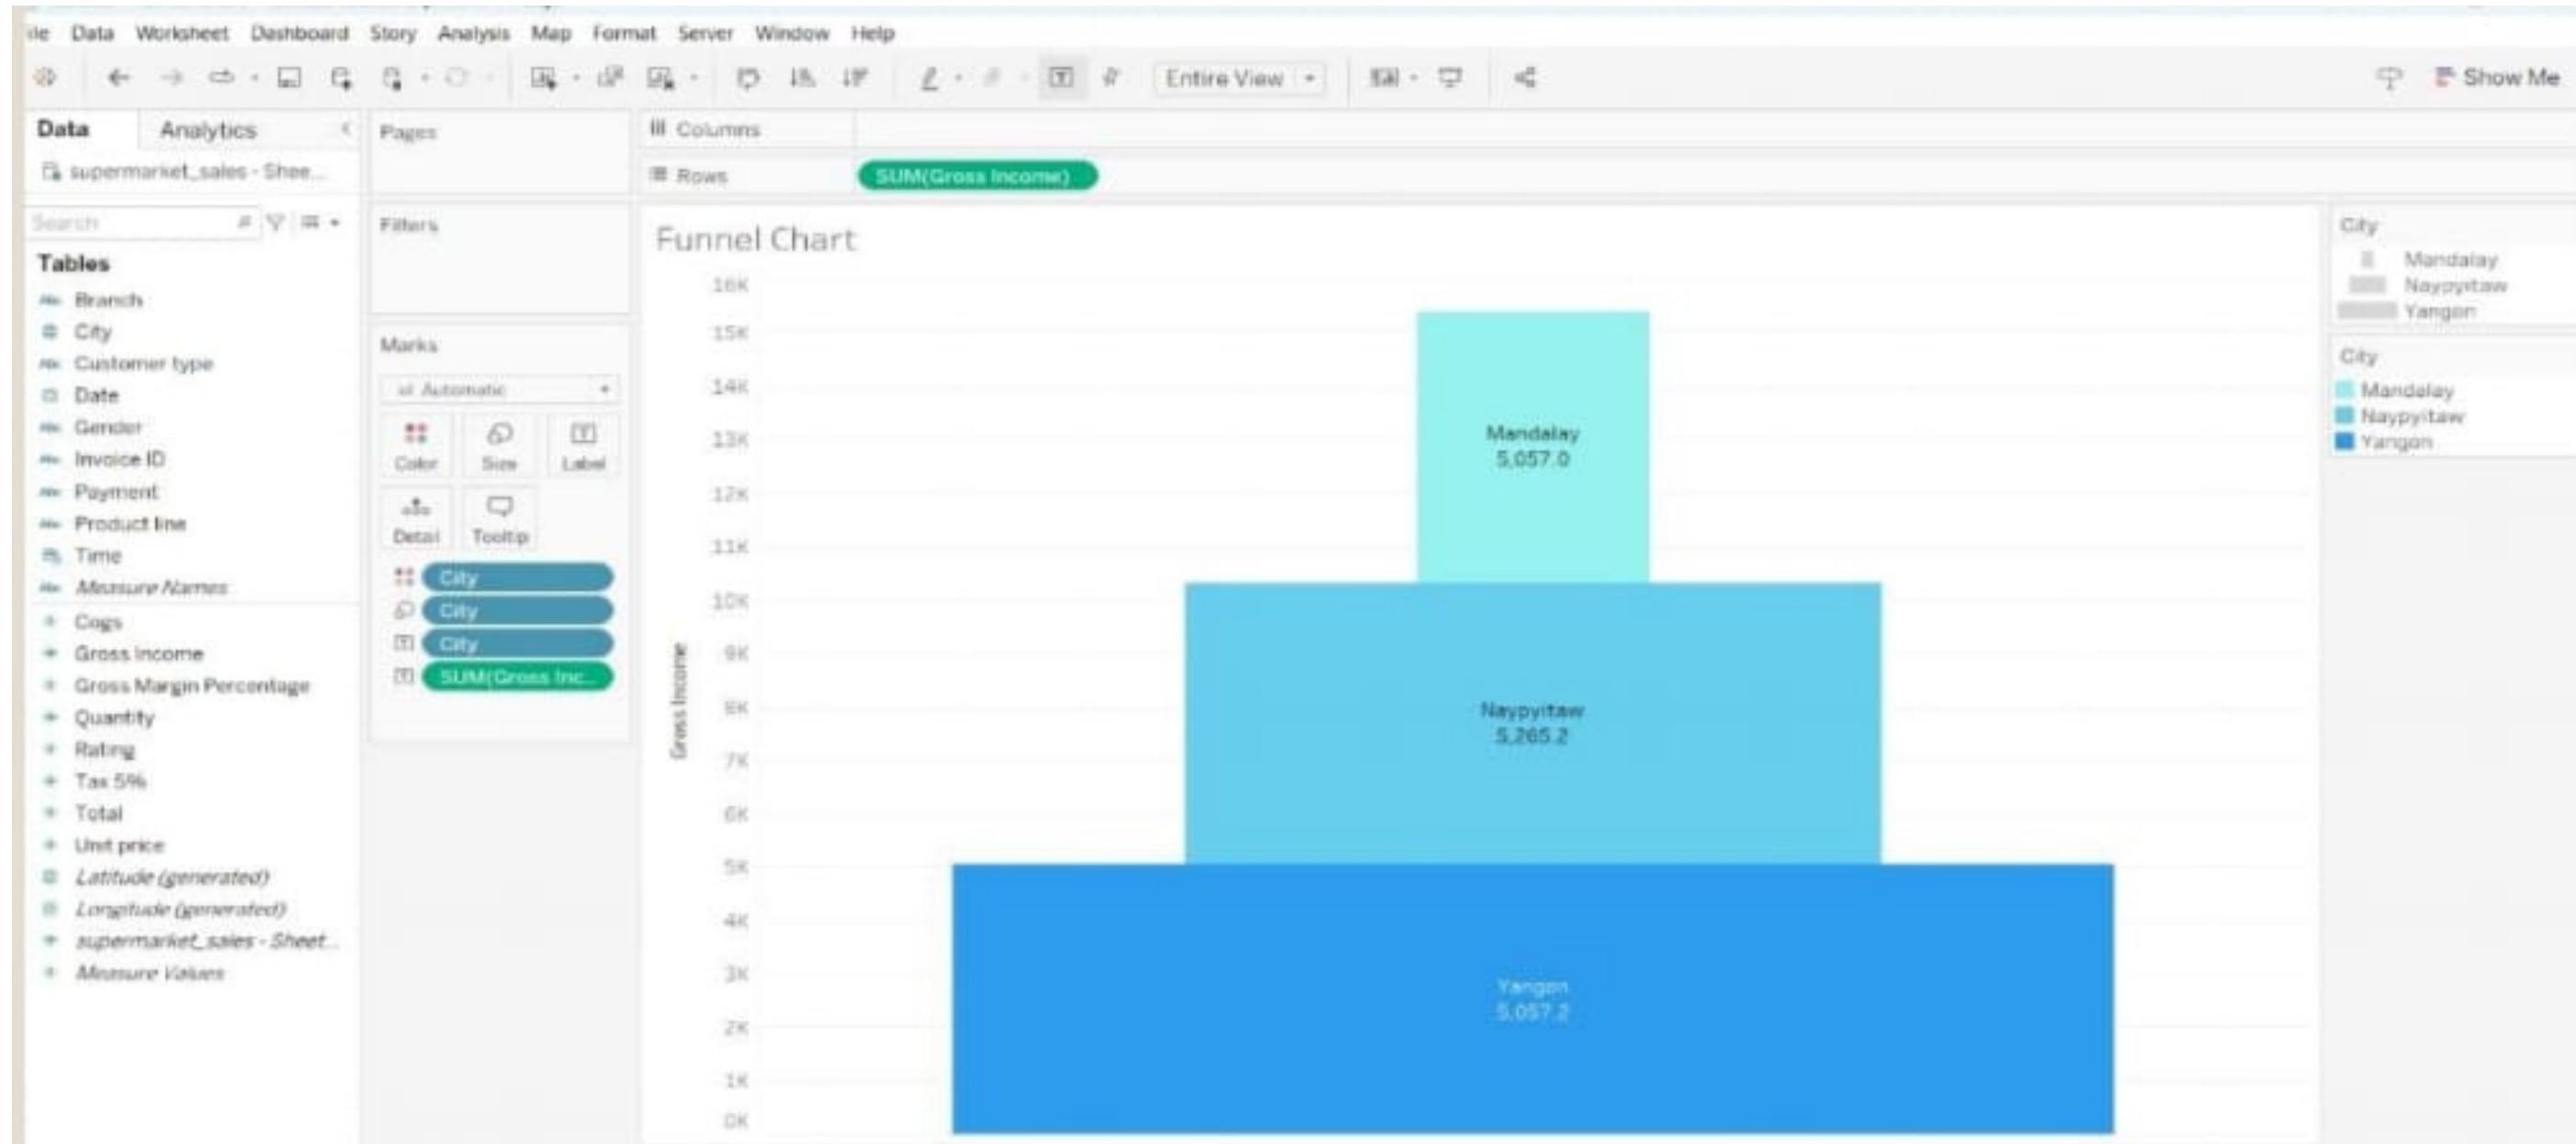 ile Data Worksheet Dashboard Story Analysis Map Format Server Window Help
Entire View
Show Me
Data Analytics
supermarket_sales - Shee...
Search
Tables
Branch
City
Customer type
Date
Gender
Invoice ID
Payment
Product line
Time
Measure Names
Cogs
Gross Income
Gross Margin Percentage
Quantity
Rating
Tax 5%
Total
Unit price
Latitude (generated)
Longitude (generated)
supermarket_sales - Sheet...
Measure Values
Pages
Filters
Marks
Automatic
Color Size Label
Detail Tooltip
City
City
City
SUM(Gross Inc...
Columns
Rows SUM(Gross Income)
Funnel Chart
Gross Income
16K
15K
14K
13K
12K
11K
10K
9K
8K
7K
6K
5K
4K
3K
2K
1K
0K
Mandalay
5,057.0
Naypyitaw
5,265.2
Yangon
5,057.2
City
Mandalay
Naypyitaw
Yangon
City
Mandalay
Naypyitaw
Yangon